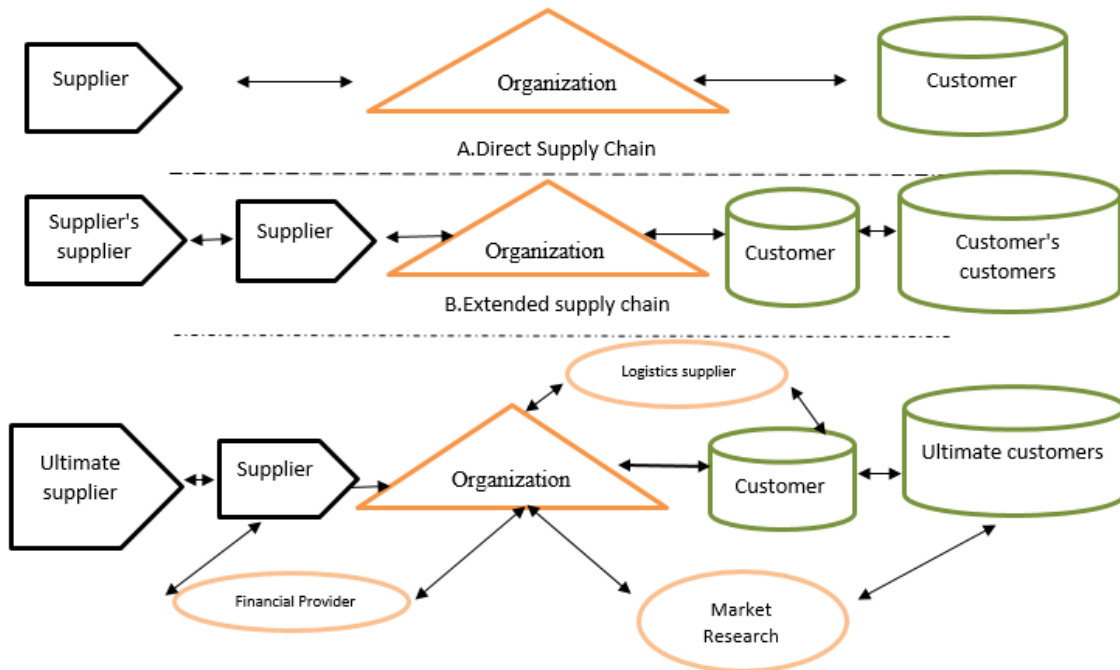 Supplier
Organization
Customer
A.Direct Supply Chain
Supplier's
supplier
Supplier
Organization
Customer
Customer's
customers
B.Extended supply chain
Logistics supplier
Ultimate
supplier
Supplier
Organization
Customer
Ultimate customers
Financial Provider
Market
Research